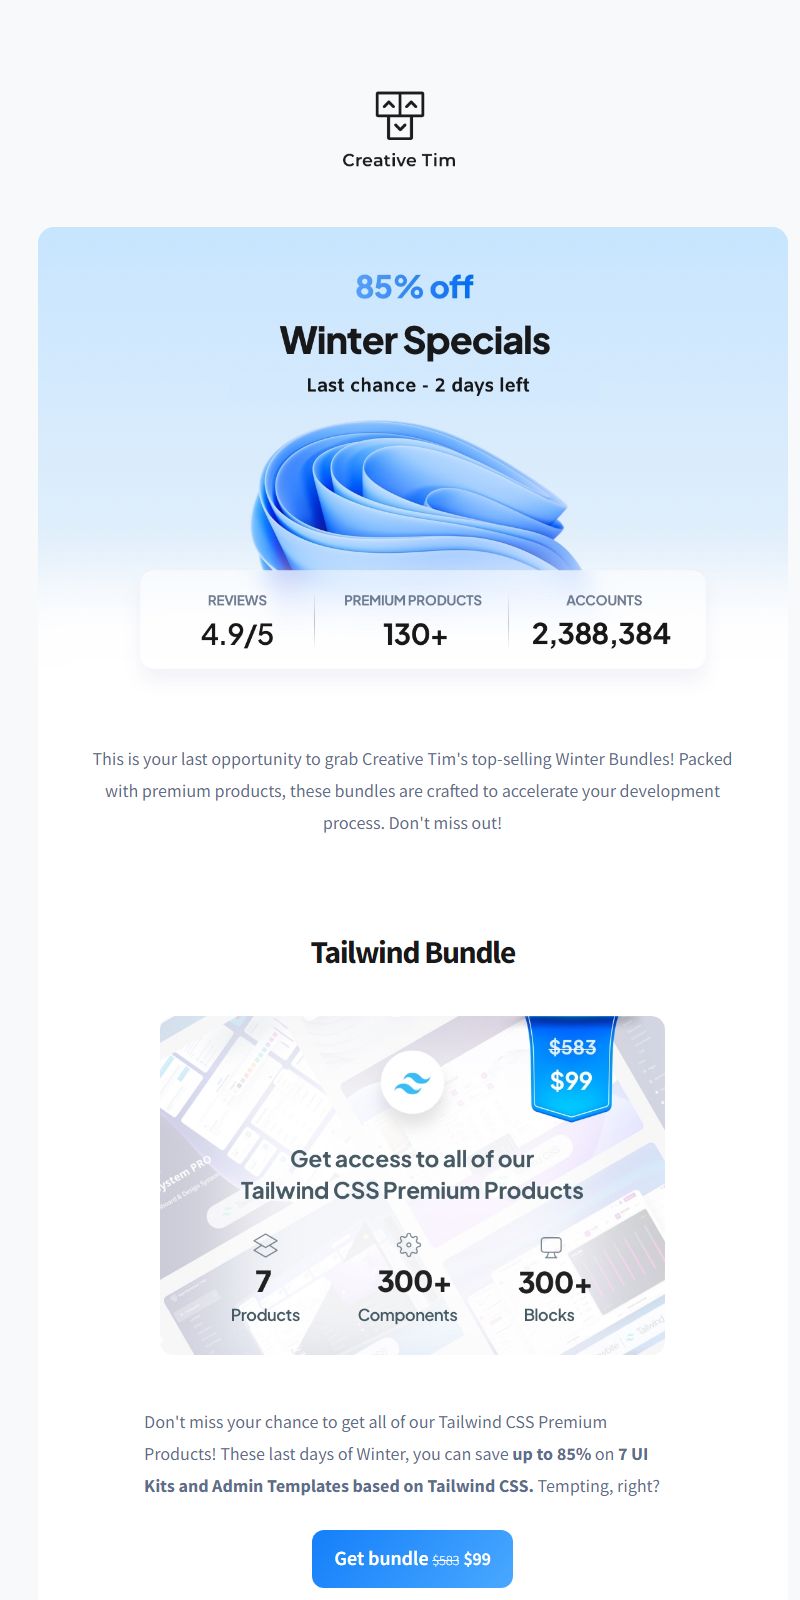 Creative Tim
85% off
Winter Specials
Last chance - 2 days left
REVIEWS
4.9/5
PREMIUM PRODUCTS
130+
ACCOUNTS
2,388,384
This is your last opportunity to grab Creative Tim's top-selling Winter Bundles! Packed
with premium products, these bundles are crafted to accelerate your development
process. Don't miss out!
Tailwind Bundle
$583
$99
Get access to all of our
Tailwind CSS Premium Products
7
Products
300+
Components
300+
Blocks
Don't miss your chance to get all of our Tailwind CSS Premium
Products! These last days of Winter, you can save up to 85% on 7 UI
Kits and Admin Templates based on Tailwind CSS. Tempting, right?
Get bundle $583 $99